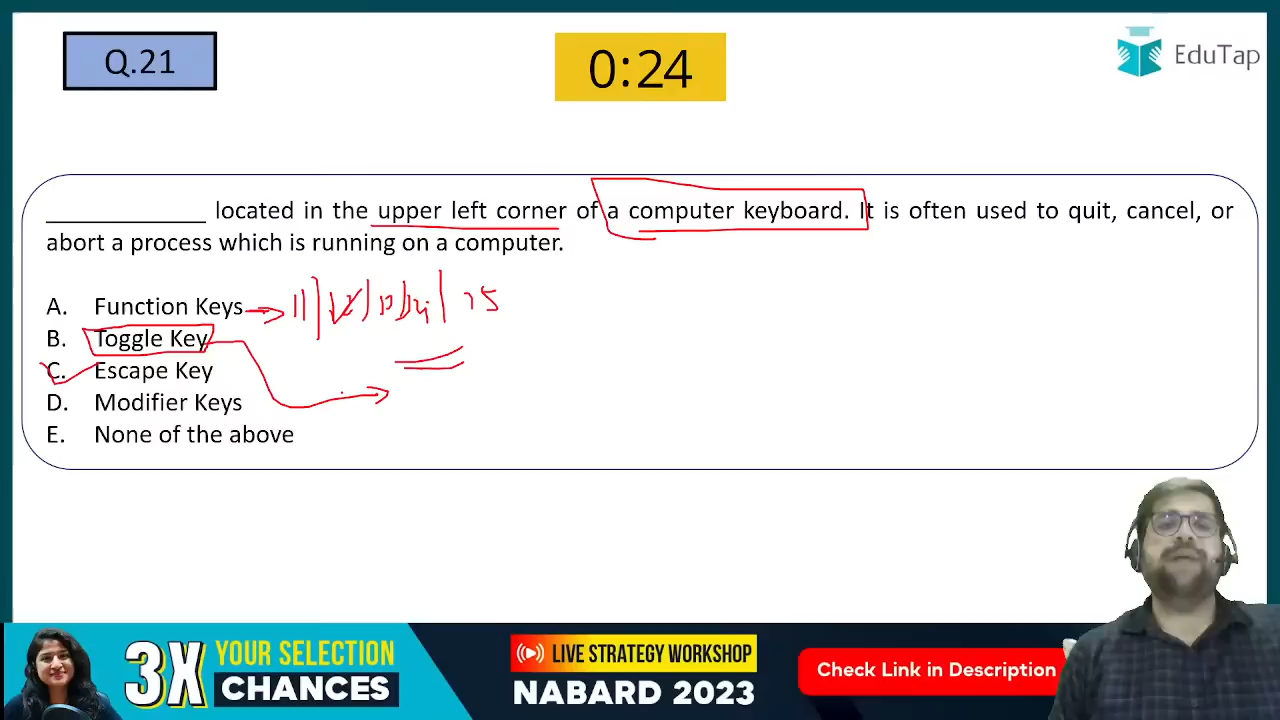 Q.21
0:24
EduTap
____________ located in the upper left corner of a computer keyboard. It is often used to quit, cancel, or
abort a process which is running on a computer.
A. Function Keys
B. Toggle Key
C. Escape Key
D. Modifier Keys
E. None of the above
3X YOUR SELECTION
CHANCES
LIVE STRATEGY WORKSHOP
NABARD 2023
Check Link in Description